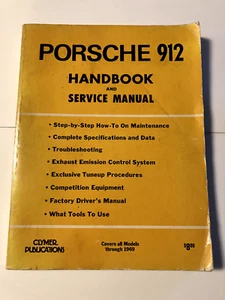 PORSCHE 912
HANDBOOK
AND
SERVICE MANUAL
• Step-by-Step How-To On Maintenance
• Complete Specifications and Data
• Troubleshooting
• Exhaust Emission Control System
• Exclusive Tuneup Procedures
• Competition Equipment
• Factory Driver's Manual
• What Tools To Use
CLYMER
PUBLICATIONS
Covers all Models
through 1969